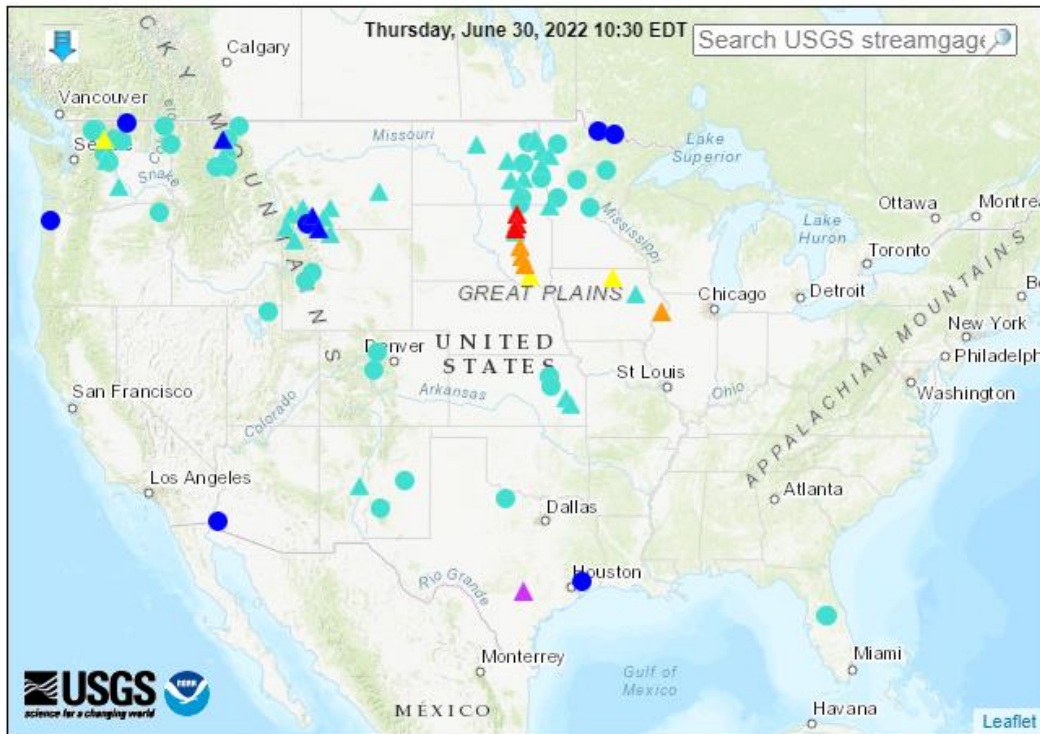 Thursday, June 30, 2022 10:30 EDT
Search USGS streamgage
Calgary
Vancouver
Missouri
Lake
Superior
Snake
MOUNTAINS
Ottawa
Montrea
Lake
Huron
Toronto
Mississippi
GREAT PLAINS
Chicago
Detroit
New York
Philadelph
UNITED
STATES
Denver
St Louis
Ohio
Washington
San Francisco
Arkansas
Colorado
APPALACHIAN MOUNTAINS
Los Angeles
Atlanta
Dallas
Rio Grande
Houston
Monterrey
Gulf of
Mexico
Miami
USGS
science for a changing world
MÉXICO
Havana
Leaflet